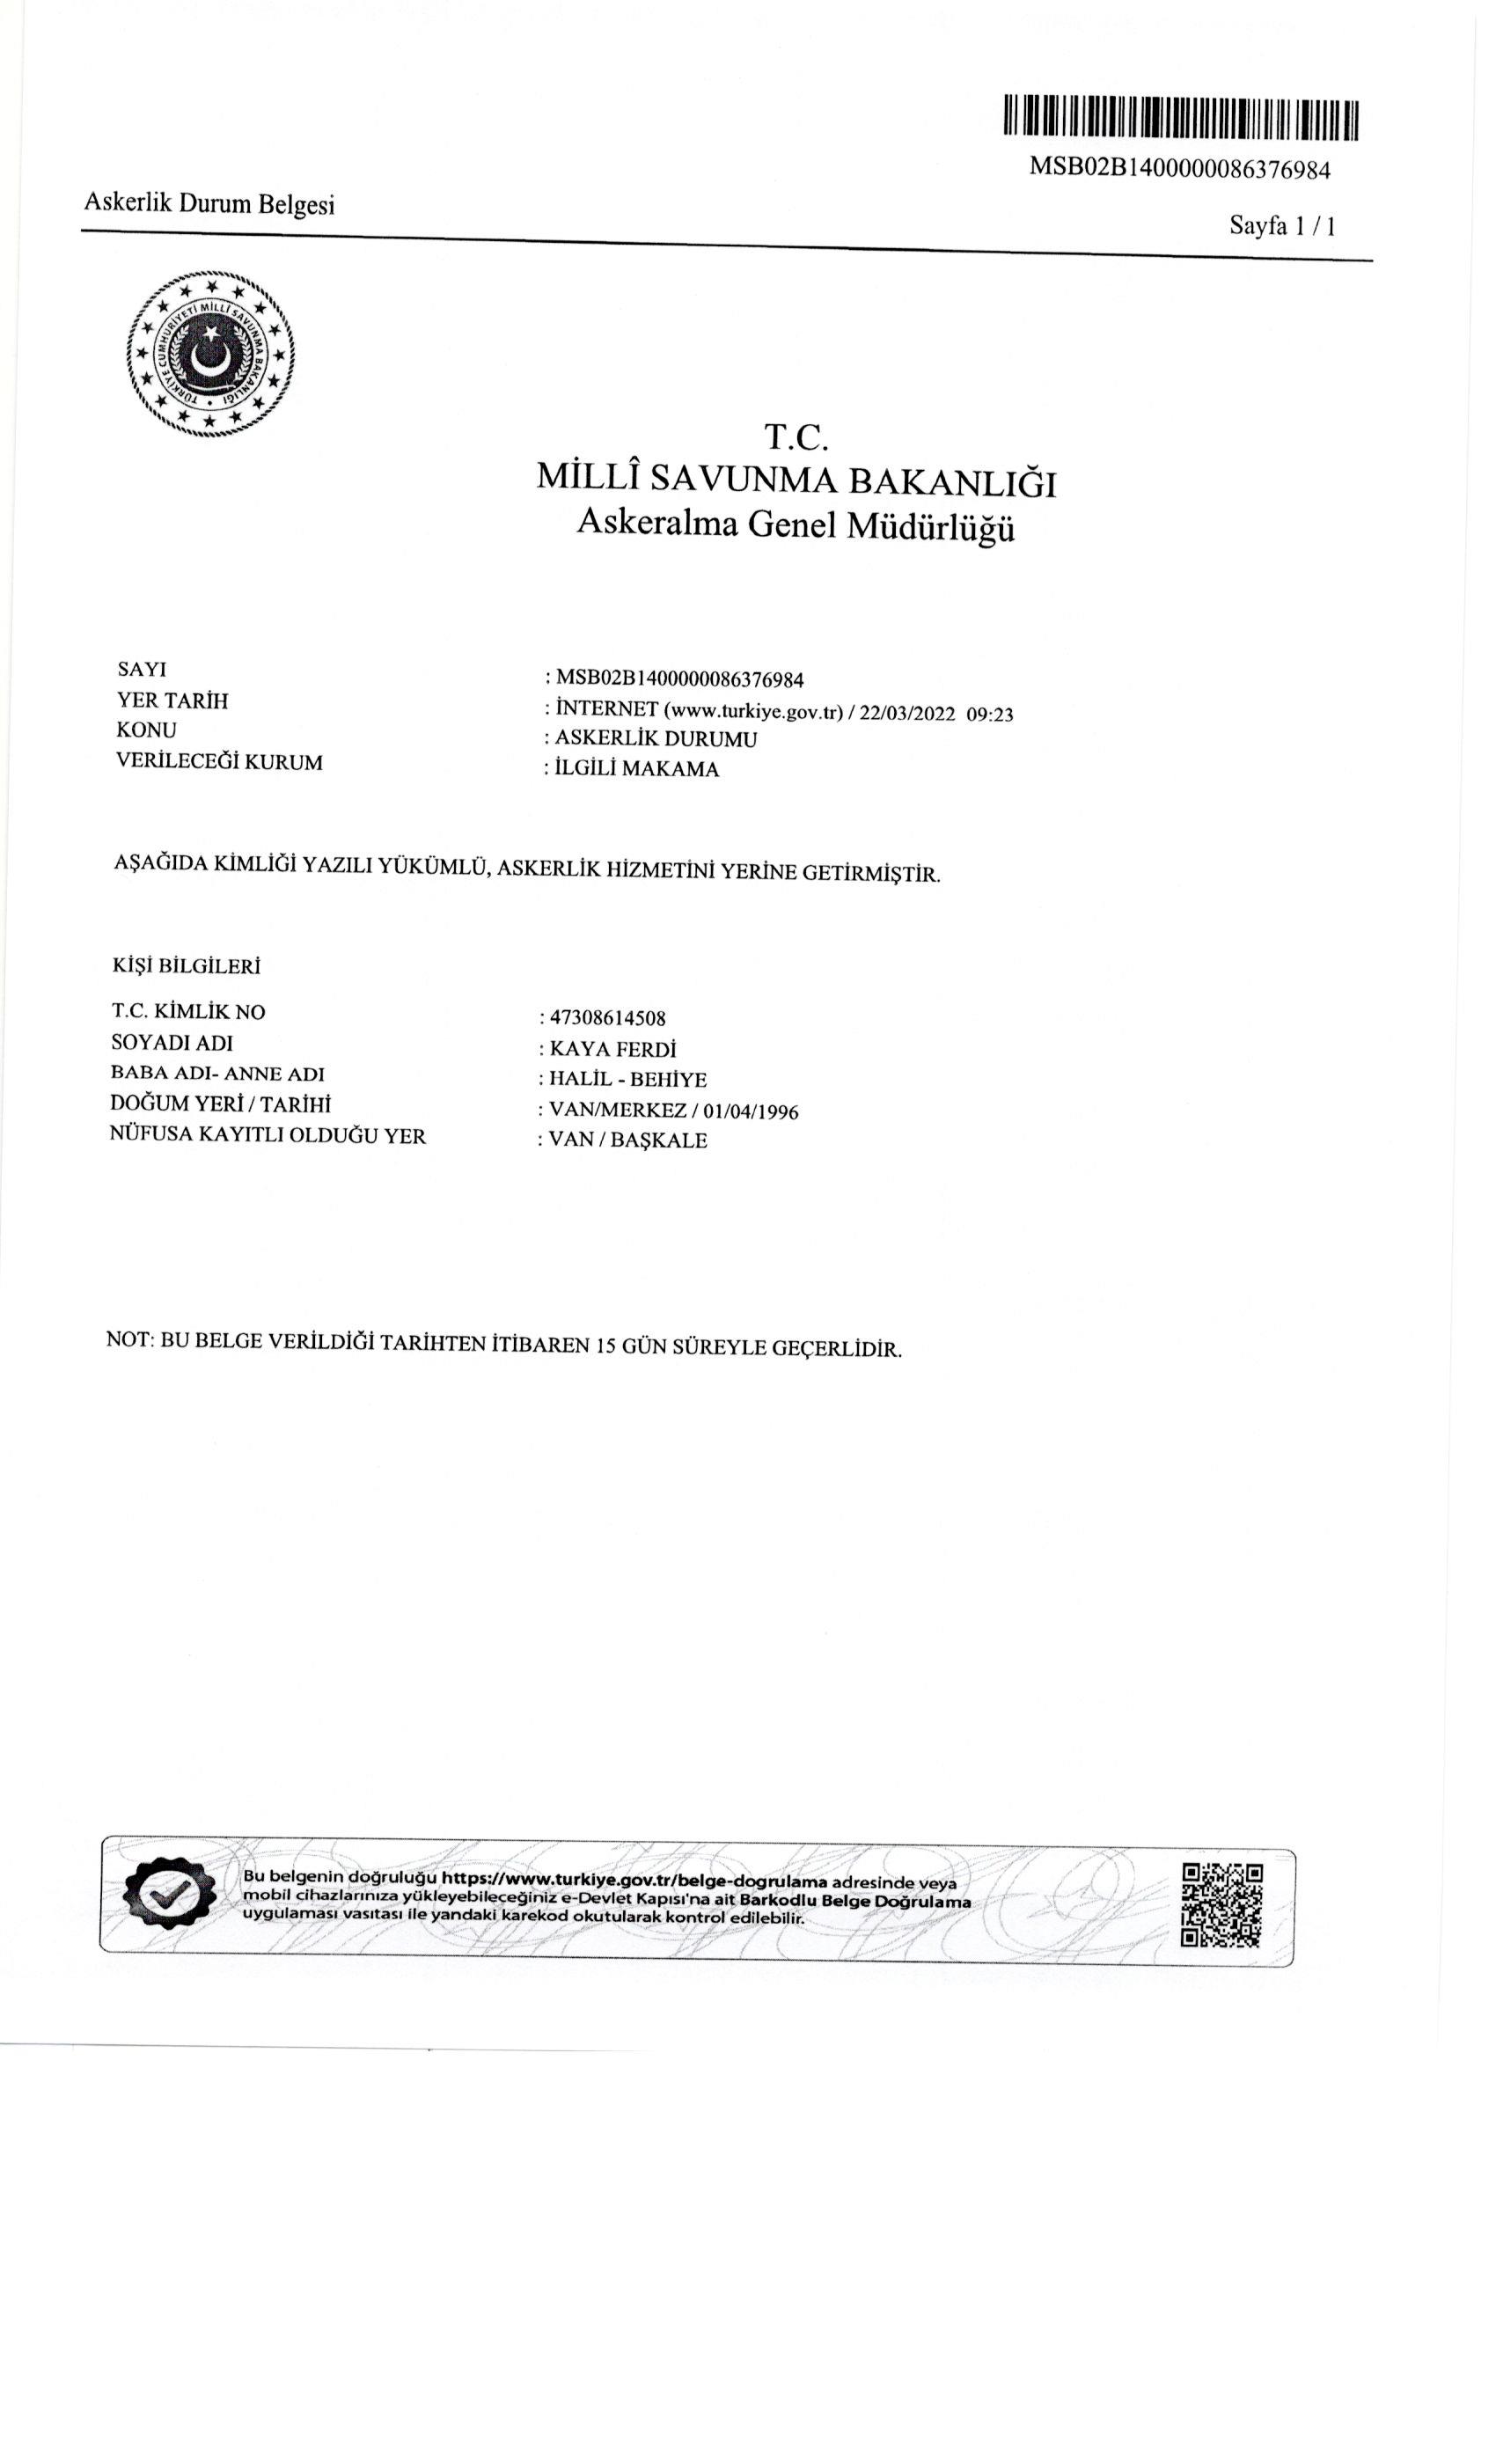 MSB02B1400000086376984
Askerlik Durum Belgesi
Sayfa 1 / 1
TÜRKİYE CUMHURİYETİ MİLLÎ SAVUNMA BAKANLIĞI
T.C.
MİLLÎ SAVUNMA BAKANLIĞI
Askeralma Genel Müdürlüğü
SAYI : MSB02B1400000086376984
YER TARİH : İNTERNET (www.turkiye.gov.tr) / 22/03/2022 09:23
KONU : ASKERLİK DURUMU
VERİLECEĞİ KURUM : İLGİLİ MAKAMA
AŞAĞIDA KİMLİĞİ YAZILI YÜKÜMLÜ, ASKERLİK HİZMETİNİ YERİNE GETİRMİŞTİR.
KİŞİ BİLGİLERİ
T.C. KİMLİK NO : 47308614508
SOYADI ADI : KAYA FERDİ
BABA ADI- ANNE ADI : HALİL - BEHİYE
DOĞUM YERİ / TARİHİ : VAN/MERKEZ / 01/04/1996
NÜFUSA KAYITLI OLDUĞU YER : VAN / BAŞKALE
NOT: BU BELGE VERİLDİĞİ TARİHTEN İTİBAREN 15 GÜN SÜREYLE GEÇERLİDİR.
Bu belgenin doğruluğu https://www.turkiye.gov.tr/belge-dogrulama adresinde veya
mobil cihazlarınıza yükleyebileceğiniz e-Devlet Kapısı'na ait Barkodlu Belge Doğrulama
uygulaması vasıtası ile yandaki karekod okutularak kontrol edilebilir.